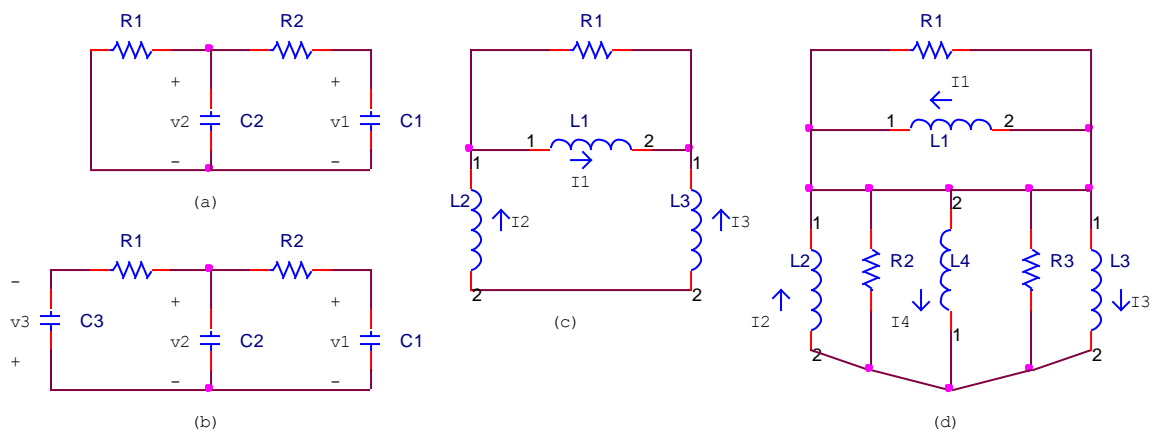 R1 R2
+ +
v2 C2 v1 C1
- -
(a)
R1 R2
-
v3 C3
+
+ +
v2 C2 v1 C1
- -
(b)
R1
L1
1 2
I1
1 1
L2 L3
I2 I3
2 2
(c)
R1
I1
1 2
L1
1 2 1
L2 R2 L4 R3 L3
I2 I4 I3
2 1 2
(d)